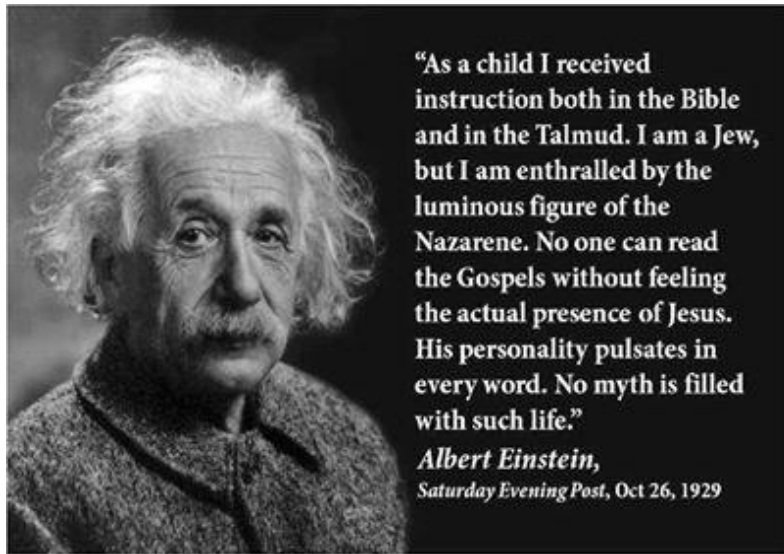 “As a child I received
instruction both in the Bible
and in the Talmud. I am a Jew,
but I am enthralled by the
luminous figure of the
Nazarene. No one can read
the Gospels without feeling
the actual presence of Jesus.
His personality pulsates in
every word. No myth is filled
with such life.”
Albert Einstein,
Saturday Evening Post, Oct 26, 1929